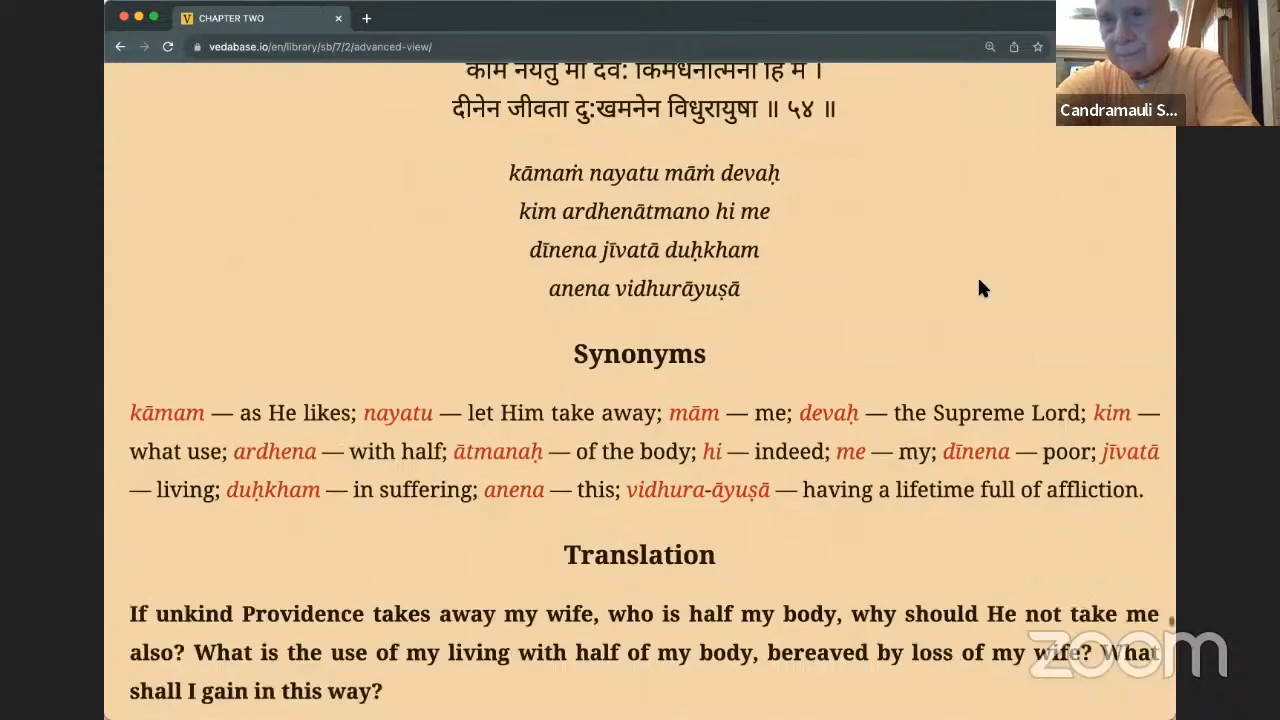 CHAPTER TWO
vedabase.io/en/library/sb/7/2/advanced-view/
Candramauli S...
कामं नयतु मां देव: किमर्धेनात्मनो हि मे ।
दीनेन जीवता दु:खमनेन विधुरायुषा ॥ ५४ ॥
kāmaṁ nayatu māṁ devaḥ
kim ardhenātmano hi me
dīnena jīvatā duḥkham
anena vidhurāyuṣā
Synonyms
kāmam — as He likes; nayatu — let Him take away; mām — me; devaḥ — the Supreme Lord; kim —
what use; ardhena — with half; ātmanaḥ — of the body; hi — indeed; me — my; dīnena — poor; jīvatā
— living; duḥkham — in suffering; anena — this; vidhura-āyuṣā — having a lifetime full of affliction.
Translation
If unkind Providence takes away my wife, who is half my body, why should He not take me
also? What is the use of my living with half of my body, bereaved by loss of my wife? What
shall I gain in this way?
zoom